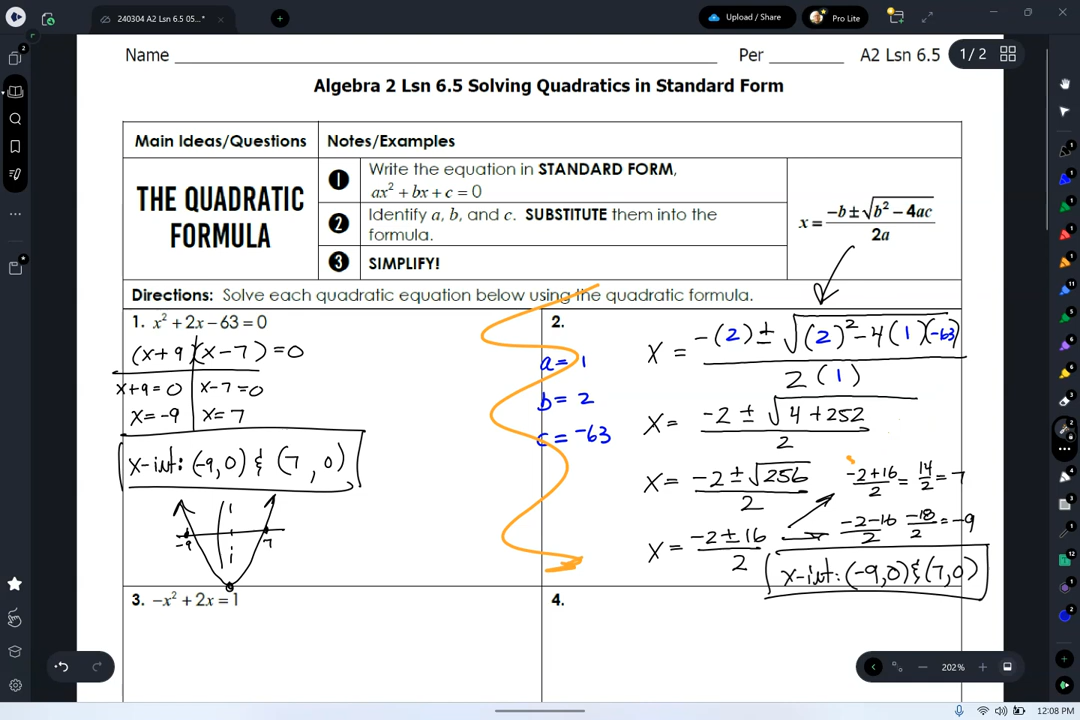 240304 A2 Lsn 6.5 05...*
Upload / Share
Pro Lite
Name
Per
A2 Lsn 6.5
1/2
Algebra 2 Lsn 6.5 Solving Quadratics in Standard Form
Main Ideas/Questions
Notes/Examples
THE QUADRATIC
FORMULA
1 Write the equation in STANDARD FORM,
ax² + bx + c = 0
2 Identify a, b, and c. SUBSTITUTE them into the
formula.
3 SIMPLIFY!
x = (-b ± √(b² - 4ac)) / 2a
Directions: Solve each quadratic equation below using the quadratic formula.
1. x² + 2x - 63 = 0
(x+9)(x-7) = 0
x+9 = 0 x-7 = 0
x = -9 x = 7
x-int: (-9,0) & (7,0)
-9 7
2.
a = 1
b = 2
c = -63
x = (-(2) ± √((2)² - 4(1)(-63))) / 2(1)
x = (-2 ± √(4 + 252)) / 2
x = (-2 ± √256) / 2
x = (-2 ± 16) / 2
(-2+16)/2 = 14/2 = 7
(-2-16)/2 -18/2 = -9
x-int: (-9,0) & (7,0)
3. -x² + 2x = 1
4.
202%
12:08 PM